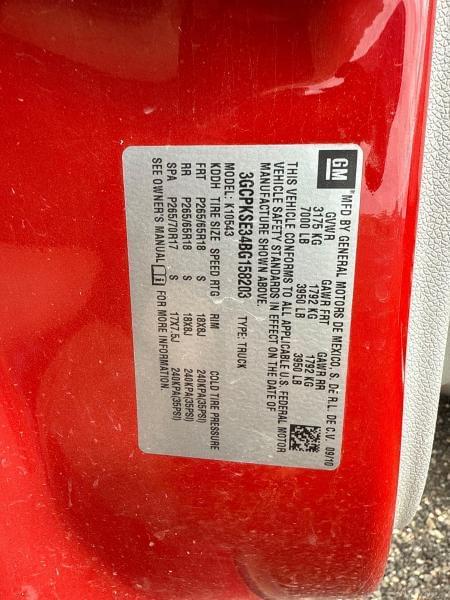 GM MFD BY GENERAL MOTORS DE MEXICO, S. DE R.L. DE C.V. 09/10
GVWR GAWR FRT GAWR RR
3175 KG 1792 KG 1792 KG
7000 LB 3950 LB 3950 LB
THIS VEHICLE CONFORMS TO ALL APPLICABLE U.S. FEDERAL MOTOR
VEHICLE SAFETY STANDARDS IN EFFECT ON THE DATE OF
MANUFACTURE SHOWN ABOVE.
3GCPKSE34BG158203 TYPE: TRUCK
MODEL: K10543
KDDH TIRE SIZE SPEED RTG RIM COLD TIRE PRESSURE
FRT P265/65R18 S 18X8J 240KPA(35PSI)
RR P265/65R18 S 18X8J 240KPA(35PSI)
SPA P265/70R17 S 17X7.5J 240KPA(35PSI)
SEE OWNER'S MANUAL FOR MORE INFORMATION.